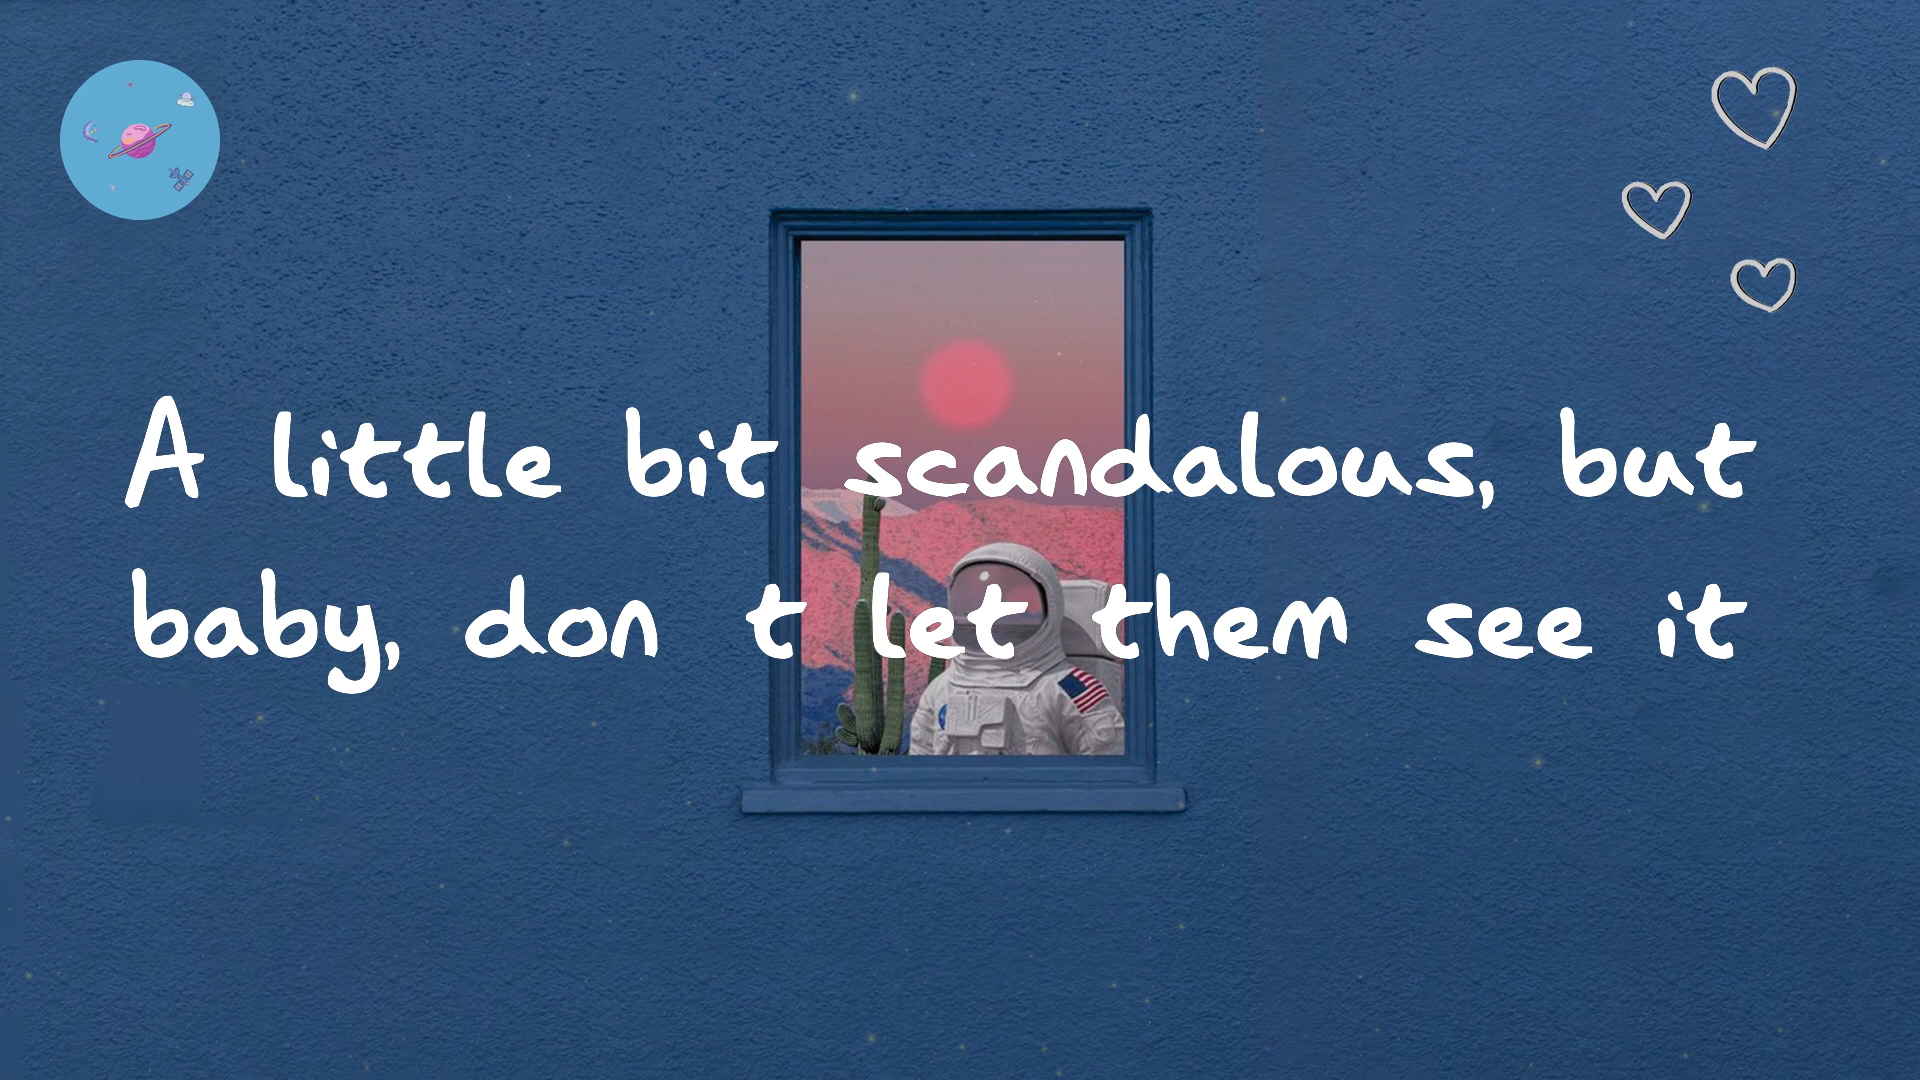 A little bit scandalous, but
baby, don t let them see it